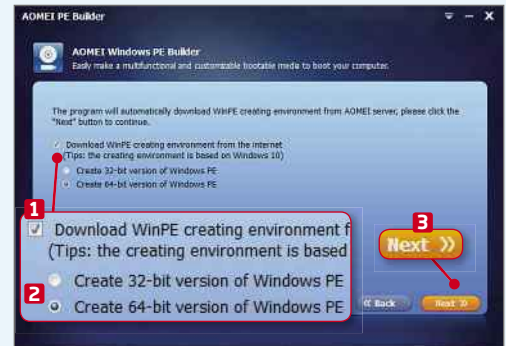 AOMEI PE Builder
AOMEI Windows PE Builder
Easily make a multifunctional and customizable bootable media to boot your computer.
The program will automatically download WinPE creating environment from AOMEI server, please click the
"Next" button to continue.
Download WinPE creating environment from the internet
(Tips: the creating environment is based on Windows 10)
Create 32-bit version of Windows PE
Create 64-bit version of Windows PE
1
Download WinPE creating environment f
(Tips: the creating environment is based
2
Create 32-bit version of Windows PE
Create 64-bit version of Windows PE
3
Next »
« Back
Next »